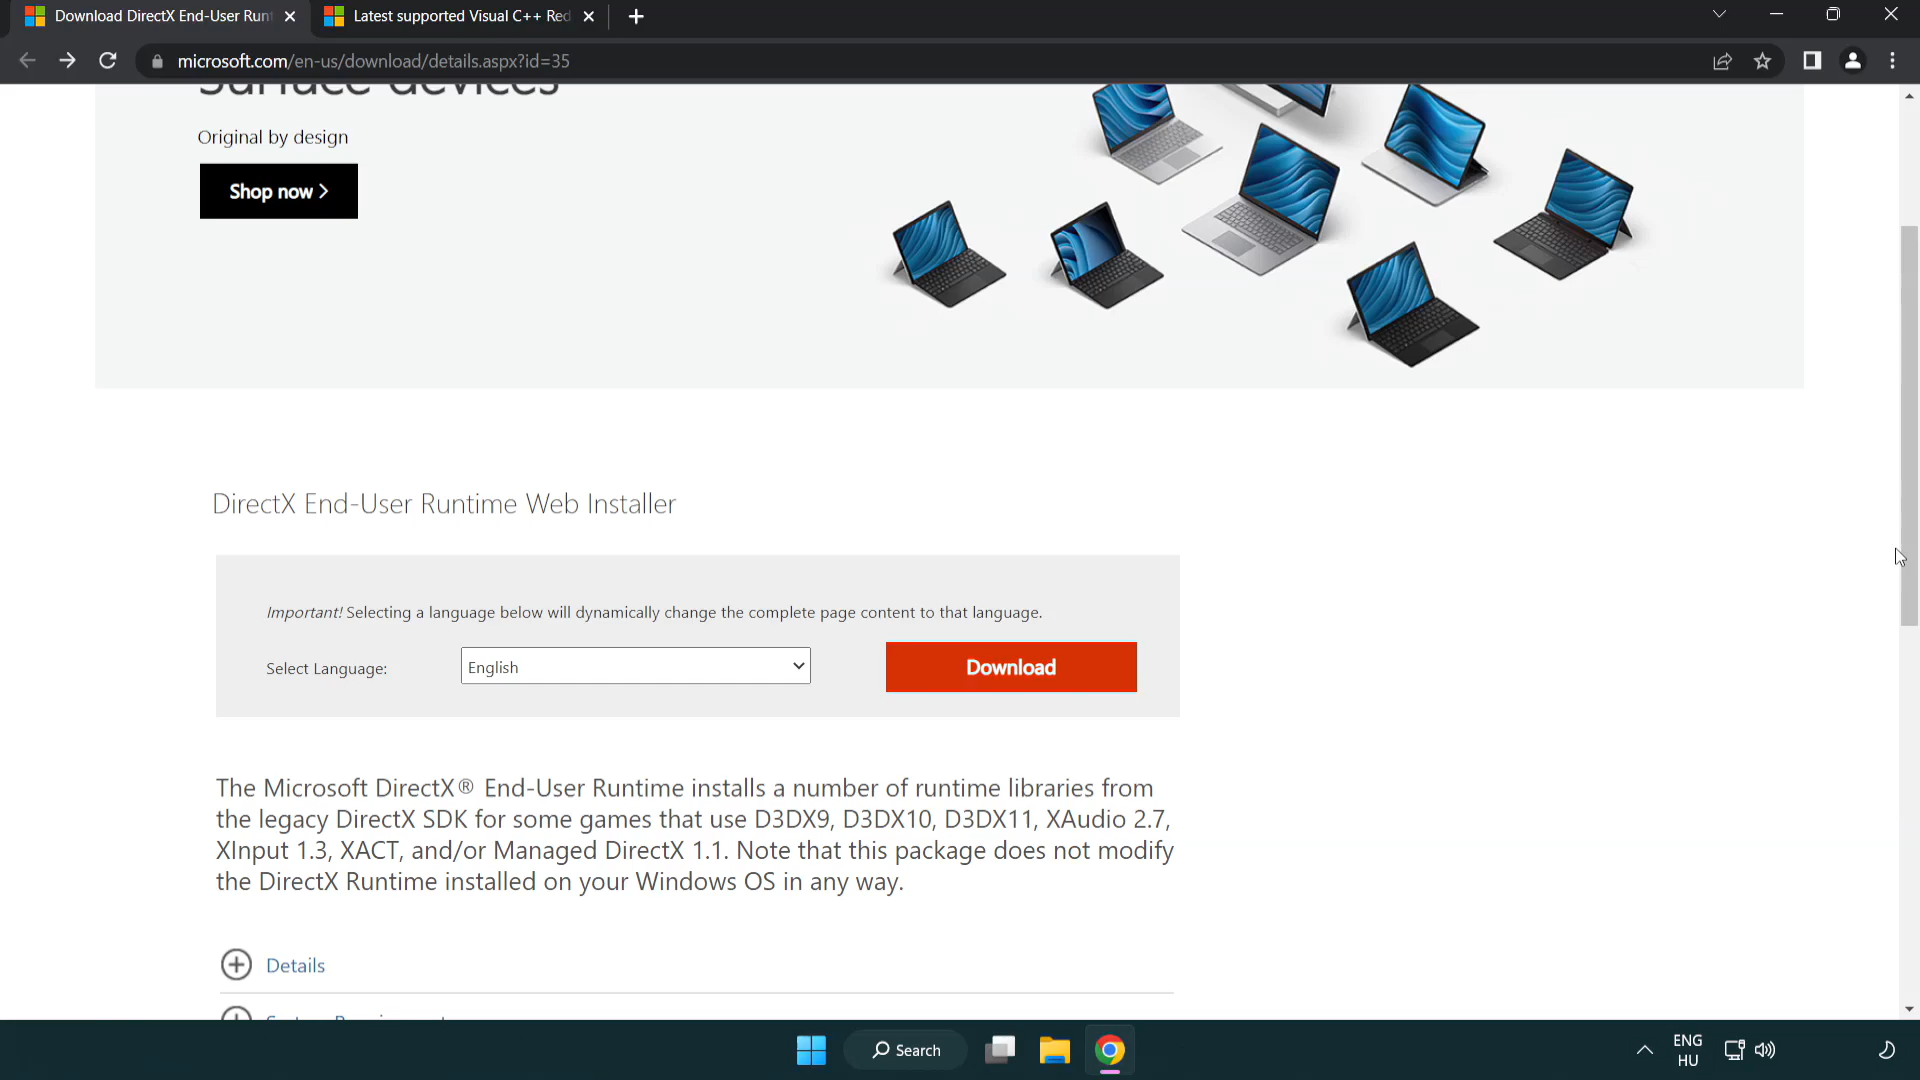 Download DirectX End-User Runt
Latest supported Visual C++ Red
microsoft.com/en-us/download/details.aspx?id=35
Surface devices
Original by design
Shop now
DirectX End-User Runtime Web Installer
Important! Selecting a language below will dynamically change the complete page content to that language.
Select Language:
English
Download
The Microsoft DirectX® End-User Runtime installs a number of runtime libraries from
the legacy DirectX SDK for some games that use D3DX9, D3DX10, D3DX11, XAudio 2.7,
XInput 1.3, XACT, and/or Managed DirectX 1.1. Note that this package does not modify
the DirectX Runtime installed on your Windows OS in any way.
Details
Search
ENG
HU